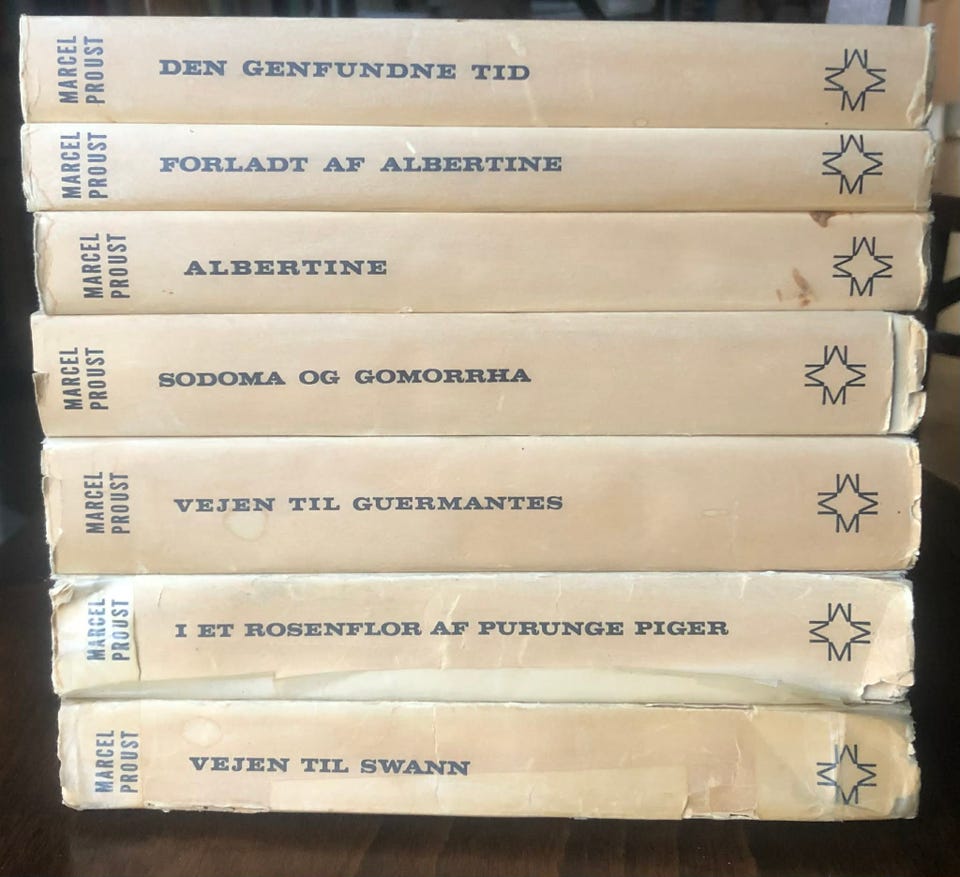 MARCEL
PROUST
DEN GENFUNDNE TID
MARCEL
PROUST
FORLADT AF ALBERTINE
MARCEL
PROUST
ALBERTINE
MARCEL
PROUST
SODOMA OG GOMORRHA
MARCEL
PROUST
VEJEN TIL GUERMANTES
MARCEL
PROUST
I ET ROSENFLOR AF PURUNGE PIGER
MARCEL
PROUST
VEJEN TIL SWANN